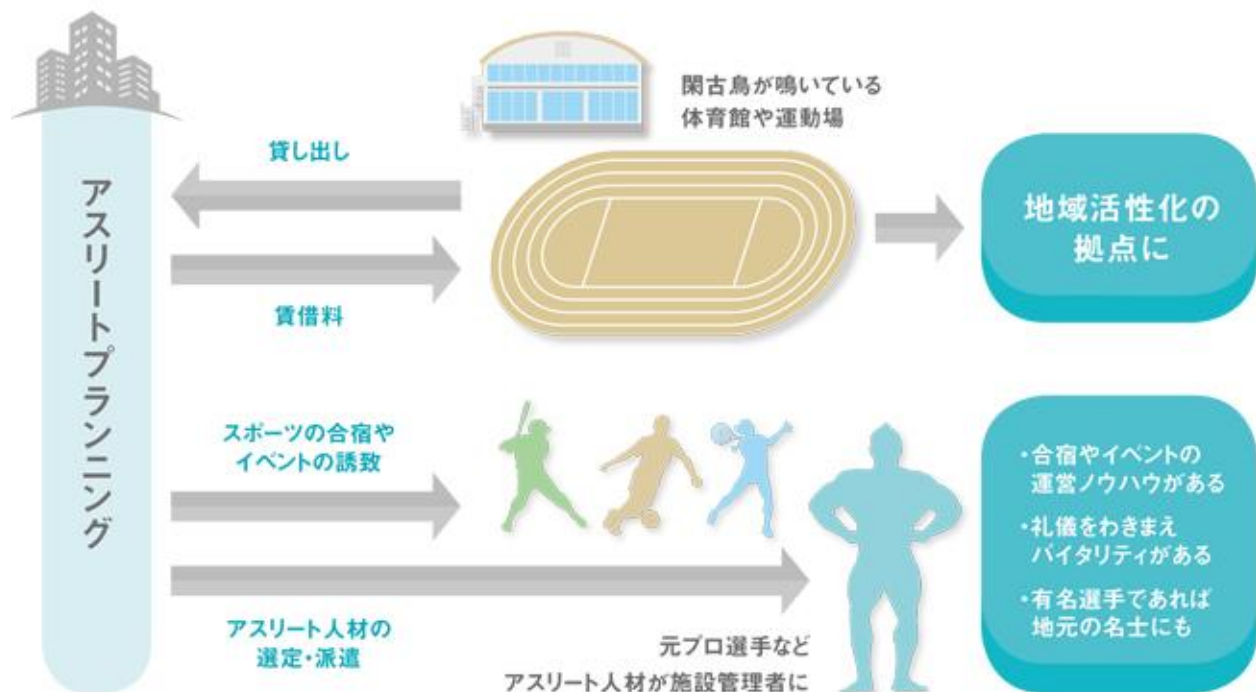 アスリートプランニング
閑古鳥が鳴いている
体育館や運動場
貸し出し
賃借料
地域活性化の
拠点に
スポーツの合宿や
イベントの誘致
アスリート人材の
選定・派遣
元プロ選手など
アスリート人材が施設管理者に
・合宿やイベントの
運営ノウハウがある
・礼儀をわきまえ
バイタリティがある
・有名選手であれば
地元の名士にも